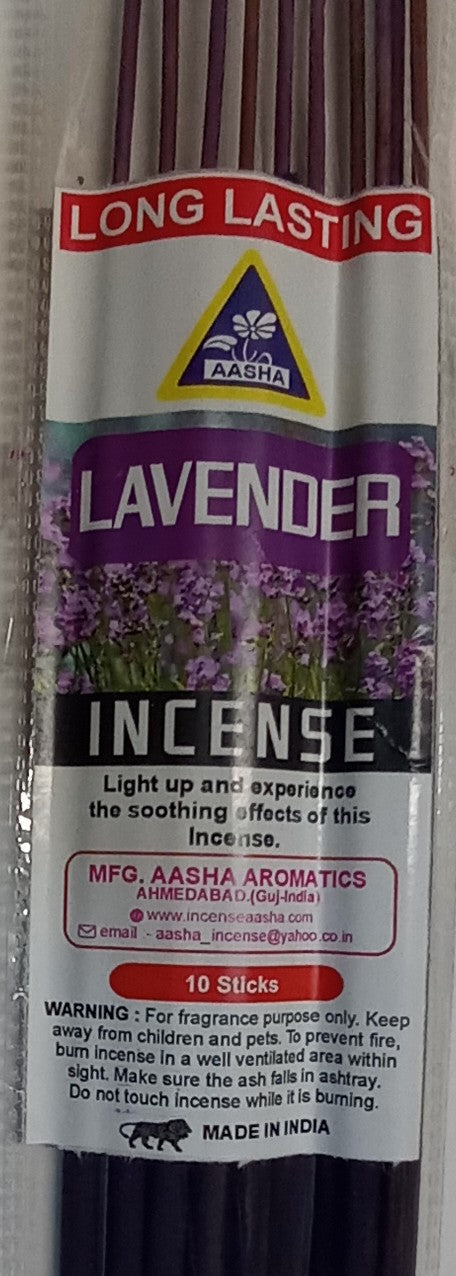 LONG LASTING
AASHA
LAVENDER
INCENSE
Light up and experience
the soothing effects of this
Incense.
MFG. AASHA AROMATICS
AHMEDABAD.(Guj-India)
www.incenseaasha.com
email :- aasha_incense@yahoo.co.in
10 Sticks
WARNING : For fragrance purpose only. Keep
away from children and pets. To prevent fire,
burn incense in a well ventilated area within
sight. Make sure the ash falls in ashtray.
Do not touch incense while it is burning.
MADE IN INDIA